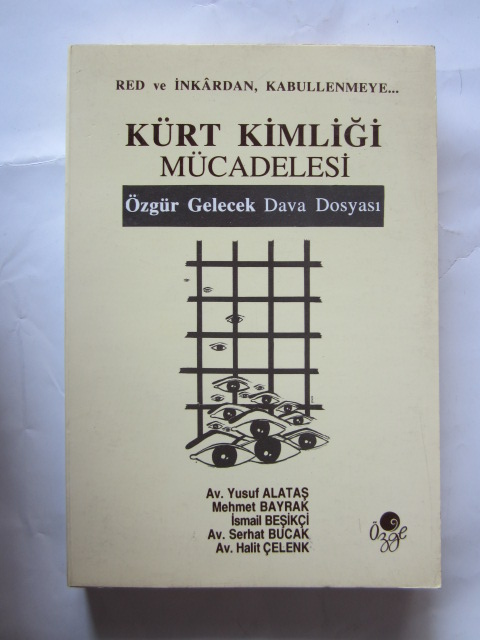 RED ve İNKÂRDAN, KABULLENMEYE...
KÜRT KİMLİĞİ
MÜCADELESİ
Özgür Gelecek Dava Dosyası
Av. Yusuf ALATAŞ
Mehmet BAYRAK
İsmail BEŞİKÇİ
Av. Serhat BUCAK
Av. Halit ÇELENK
özge